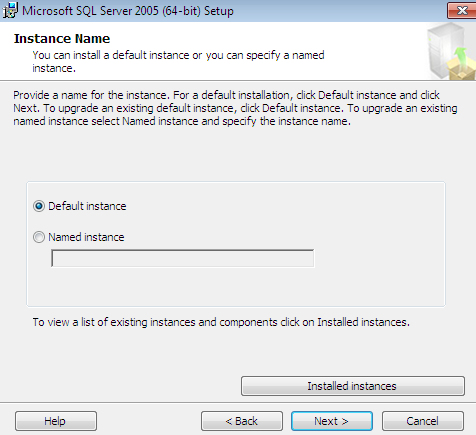 Microsoft SQL Server 2005 (64-bit) Setup
Instance Name
You can install a default instance or you can specify a named
instance.
Provide a name for the instance. For a default installation, click Default instance and click
Next. To upgrade an existing default instance, click Default instance. To upgrade an existing
named instance select Named instance and specify the instance name.
Default instance
Named instance
To view a list of existing instances and components click on Installed instances.
Installed instances
Help
< Back
Next >
Cancel